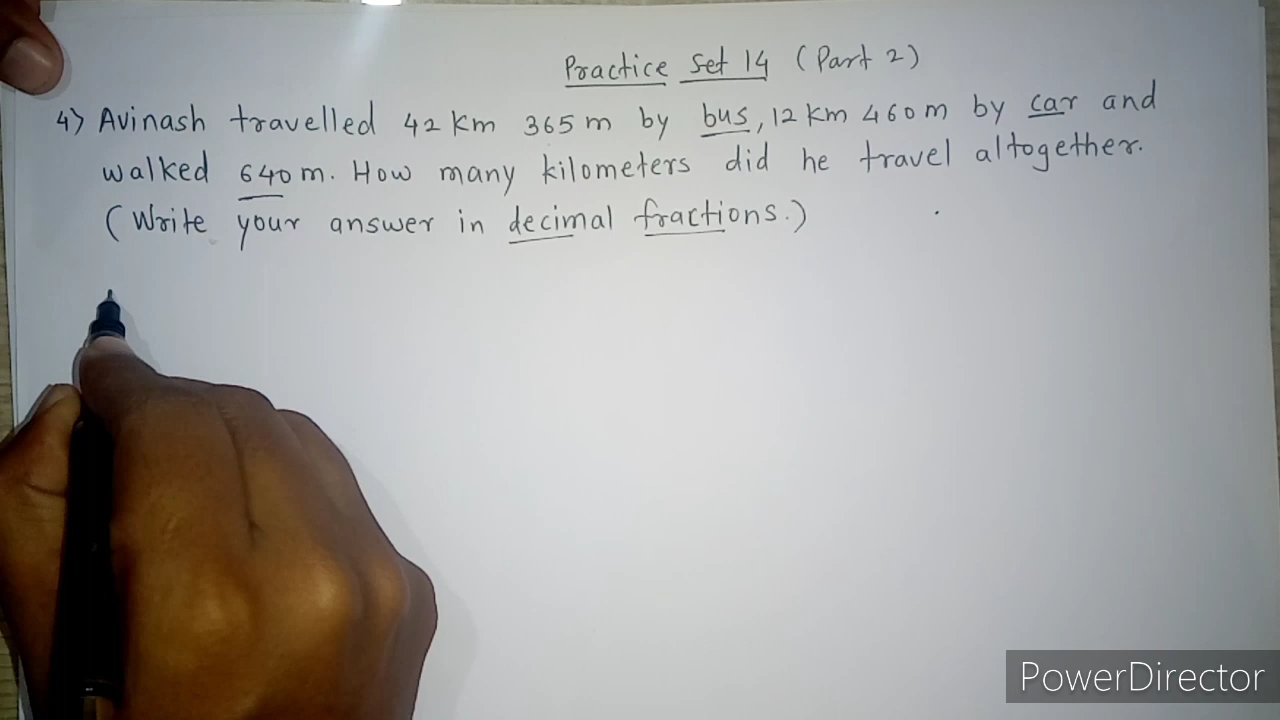 Practice Set 14 (Part 2)
4) Avinash travelled 42 km 365 m by bus, 12 km 460 m by car and
walked 640 m. How many kilometers did he travel altogether.
(Write your answer in decimal fractions.)
PowerDirector